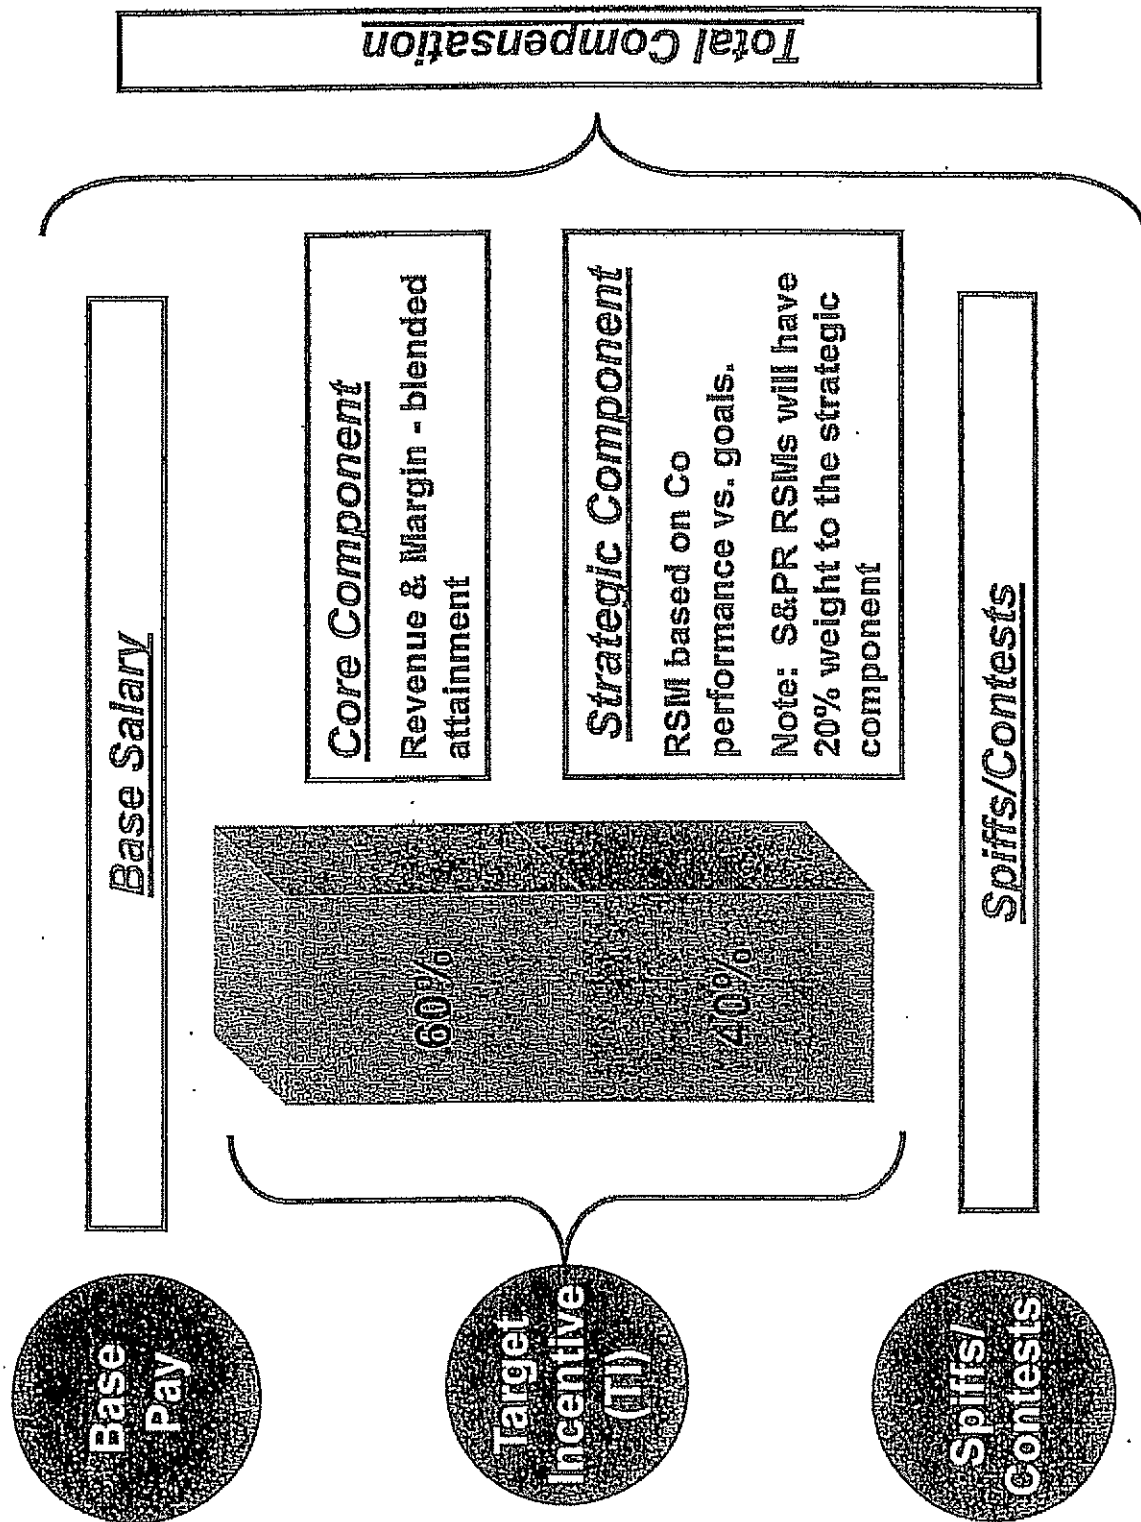 Base
Pay
Base Salary
Target
Incentive
(TI)
60%
40%
Core Component
Revenue & Margin - blended
attainment
Strategic Component
RSM based on Co
performance vs. goals.
Note: S&PR RSMs will have
20% weight to the strategic
component
Spiffs/
Contests
Spiffs/Contests
Total Compensation